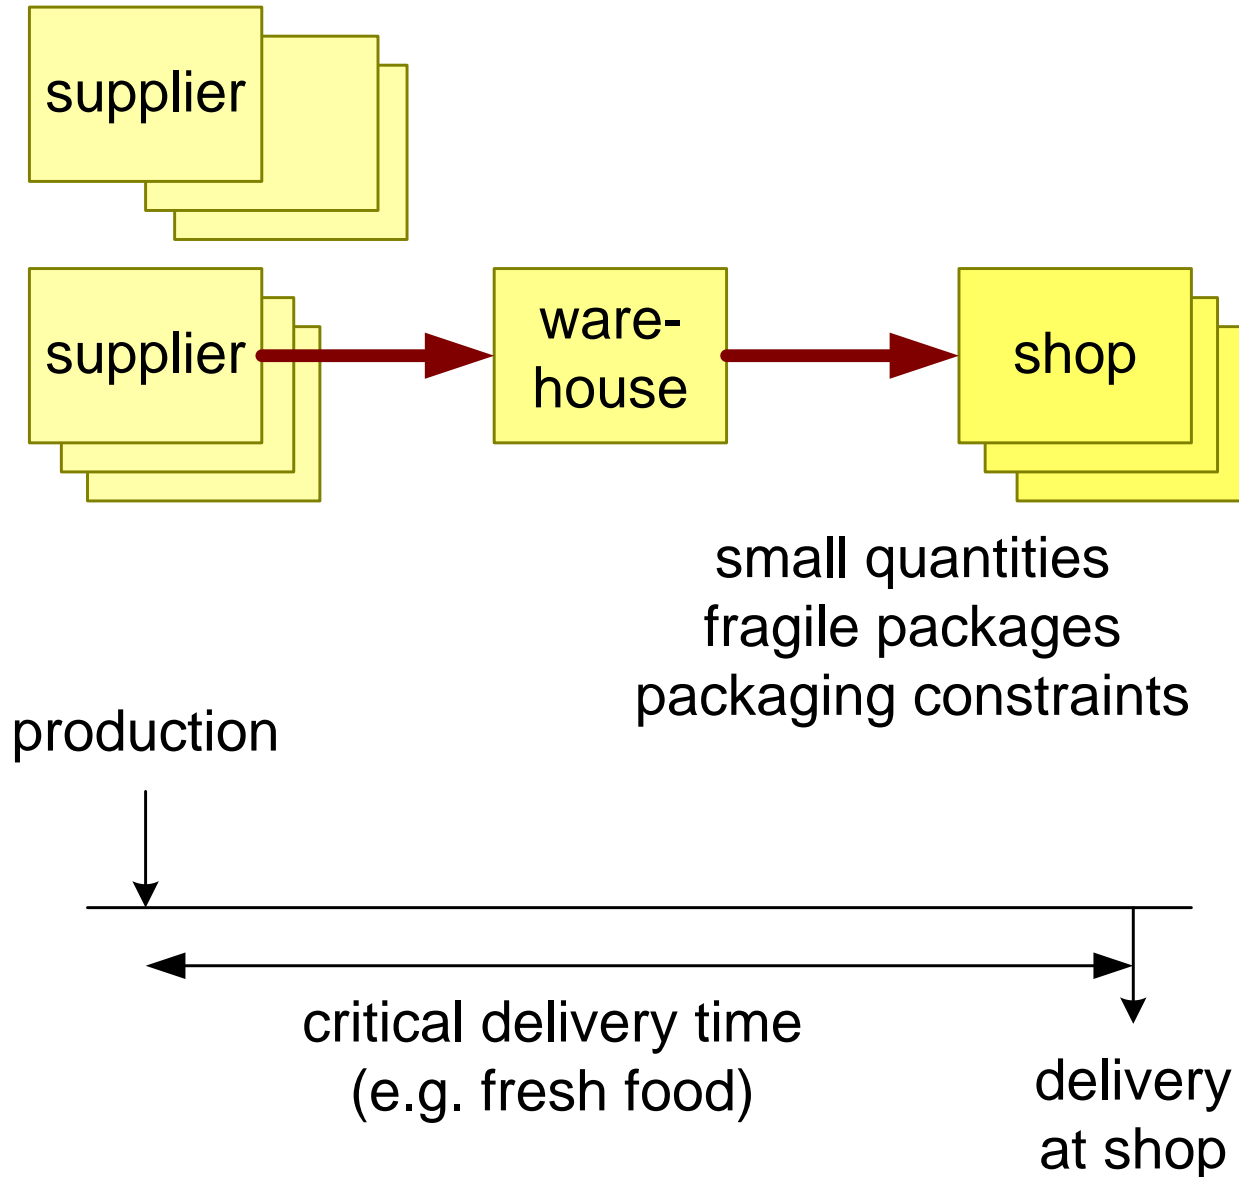 supplier
supplier
ware-
house
shop
small quantities
fragile packages
packaging constraints
production
critical delivery time
(e.g. fresh food)
delivery
at shop